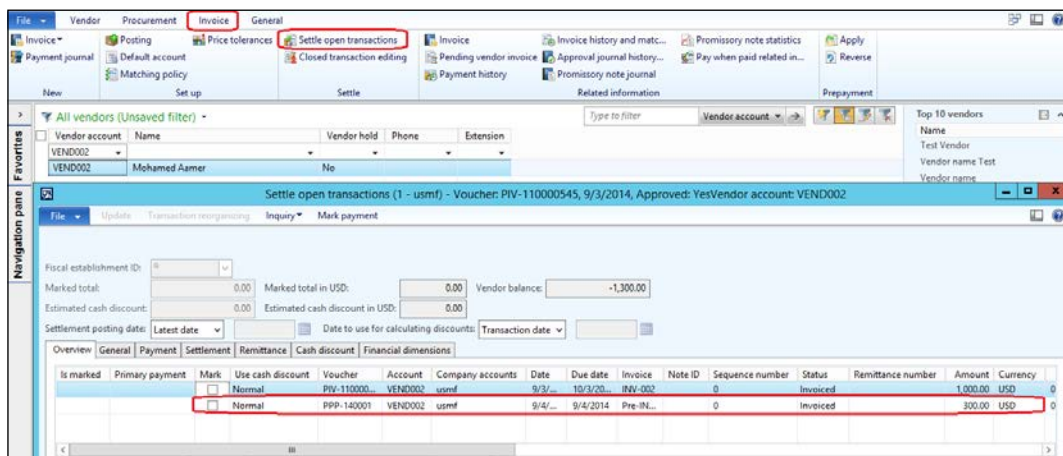 File Vendor Procurement Invoice General
Invoice Posting Price tolerances Settle open transactions Invoice Invoice history and matc... Promissory note statistics Apply
Payment journal Default account Closed transaction editing Pending vendor invoice Approval journal history... Pay when paid related in... Reverse
Matching policy Payment history Promissory note journal
New Set up Settle Related information Prepayment
All vendors (Unsaved filter) Type to filter Vendor account Top 10 vendors
Vendor account Name Vendor hold Phone Extension Name
VEND002 Test Vendor
VEND002 Mohamed Aamer No Vendor name Test
Vendor name
Favorites
Navigation pane
Settle open transactions (1 - usmf) - Voucher: PIV-110000545, 9/3/2014, Approved: YesVendor account: VEND002
File Update Transaction reorganizing Inquiry Mark payment
Fiscal establishment ID:
Marked total: 0.00 Marked total in USD: 0.00 Vendor balance: -1,300.00
Estimated cash discount: 0.00 Estimated cash discount in USD: 0.00
Settlement posting date: Latest date Date to use for calculating discounts: Transaction date
Overview General Payment Settlement Remittance Cash discount Financial dimensions
Is marked Primary payment Mark Use cash discount Voucher Account Company accounts Date Due date Invoice Note ID Sequence number Status Remittance number Amount Currency
Normal PIV-110000... VEND002 usmf 9/3/... 10/3/20... INV-002 0 Invoiced 1,000.00 USD 0
Normal PPP-140001 VEND002 usmf 9/4/... 9/4/2014 Pre-IN... 0 Invoiced 300.00 USD 0